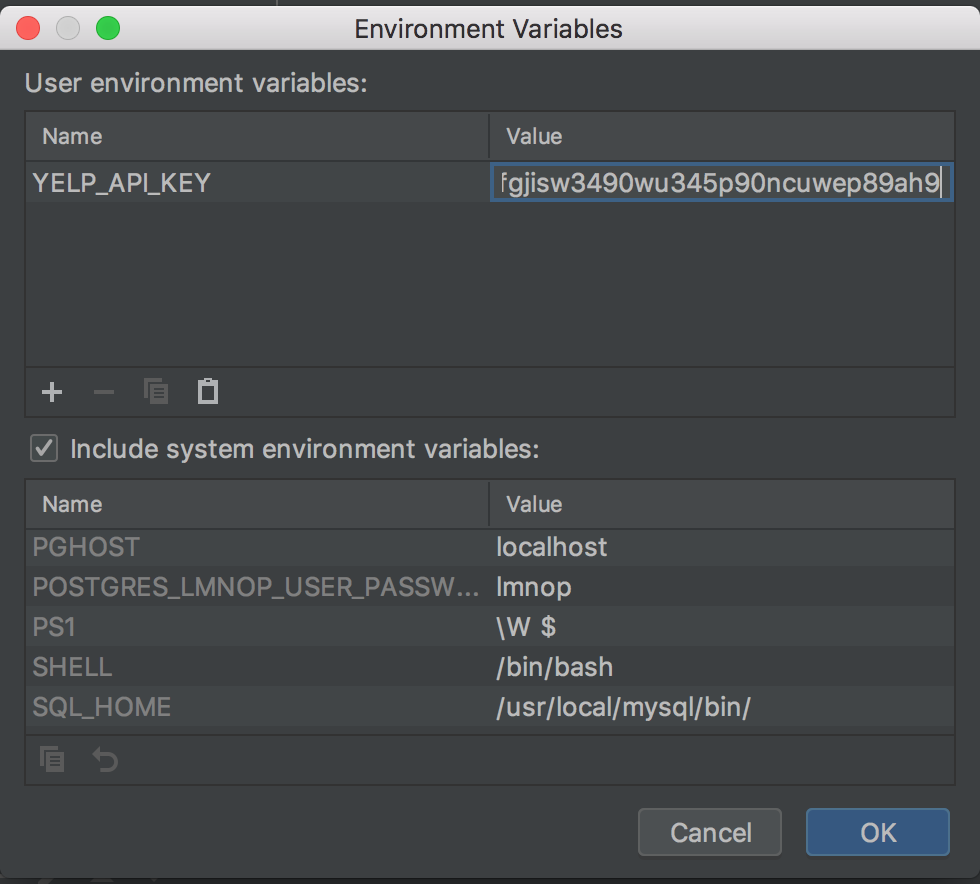 Environment Variables
User environment variables:
Name Value
YELP_API_KEY fgjisw3490wu345p90ncuwep89ah9
Include system environment variables:
Name Value
PGHOST localhost
POSTGRES_LMNOP_USER_PASSW... lmnop
PS1 \W $
SHELL /bin/bash
SQL_HOME /usr/local/mysql/bin/
Cancel OK